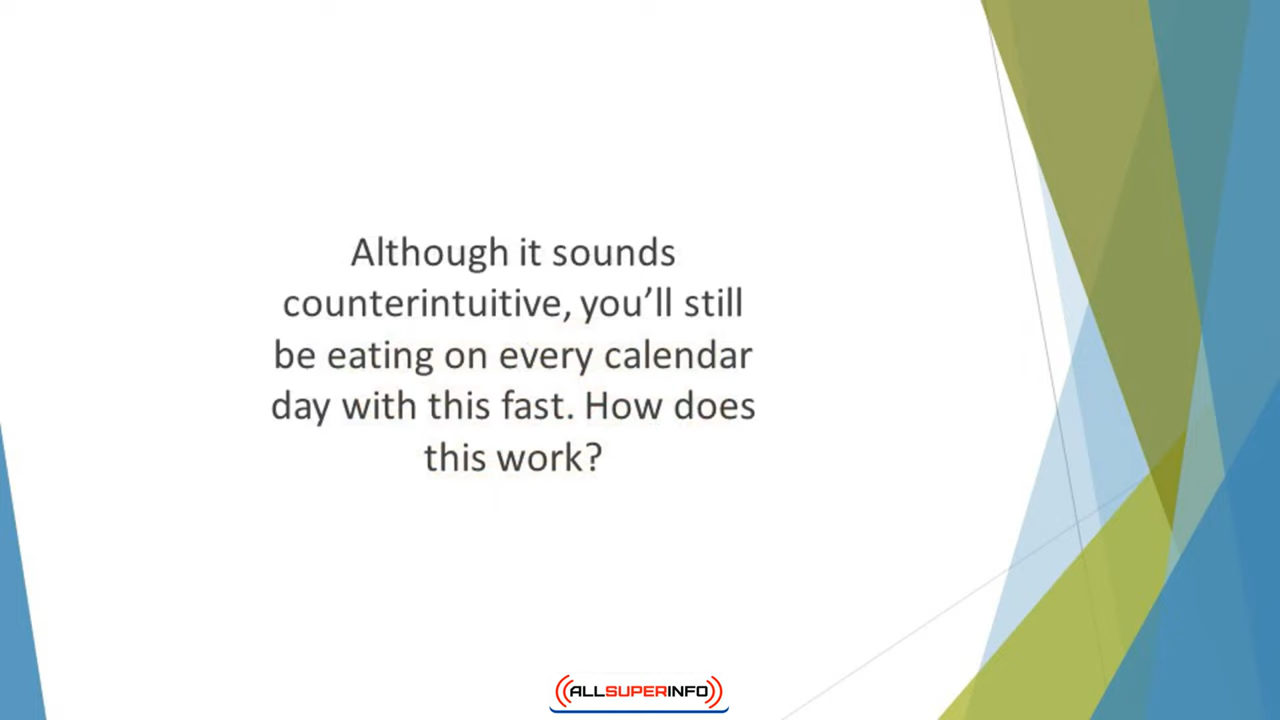 Although it sounds
counterintuitive, you’ll still
be eating on every calendar
day with this fast. How does
this work?
ALLSUPERINFO